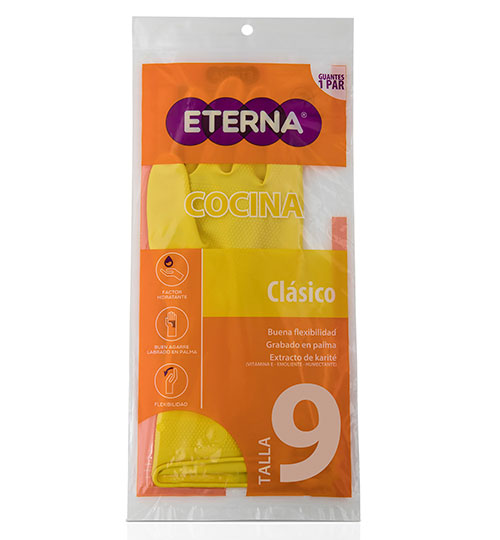 GUANTES
1 PAR
ETERNA®
COCINA
Clásico
Buena flexibilidad
Grabado en palma
Extracto de karité
(VITAMINA E - EMOLIENTE - HUMECTANTE)
FACTOR
HIDRATANTE
BUEN AGARRE
LABRADO EN PALMA
FLEXIBILIDAD
TALLA
9